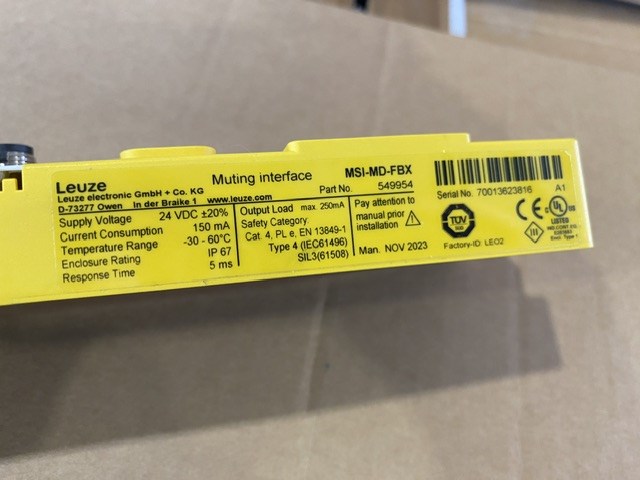 Leuze
Leuze electronic GmbH + Co. KG
D-73277 Owen In der Braike 1 www.leuze.com
Muting interface
MSI-MD-FBX
Part No. 549954
Supply Voltage 24 VDC ±20%
Current Consumption 150 mA
Temperature Range -30 - 60°C
Enclosure Rating IP 67
Response Time 5 ms
Output Load max. 250mA
Safety Category:
Cat. 4, PL e, EN 13849-1
Type 4 (IEC61496)
SIL3(61508)
Pay attention to
manual prior
installation
Man. NOV 2023
Serial No. 70013623816 A1
TÜV
Factory-ID: LEO2
CE
UL
LISTED